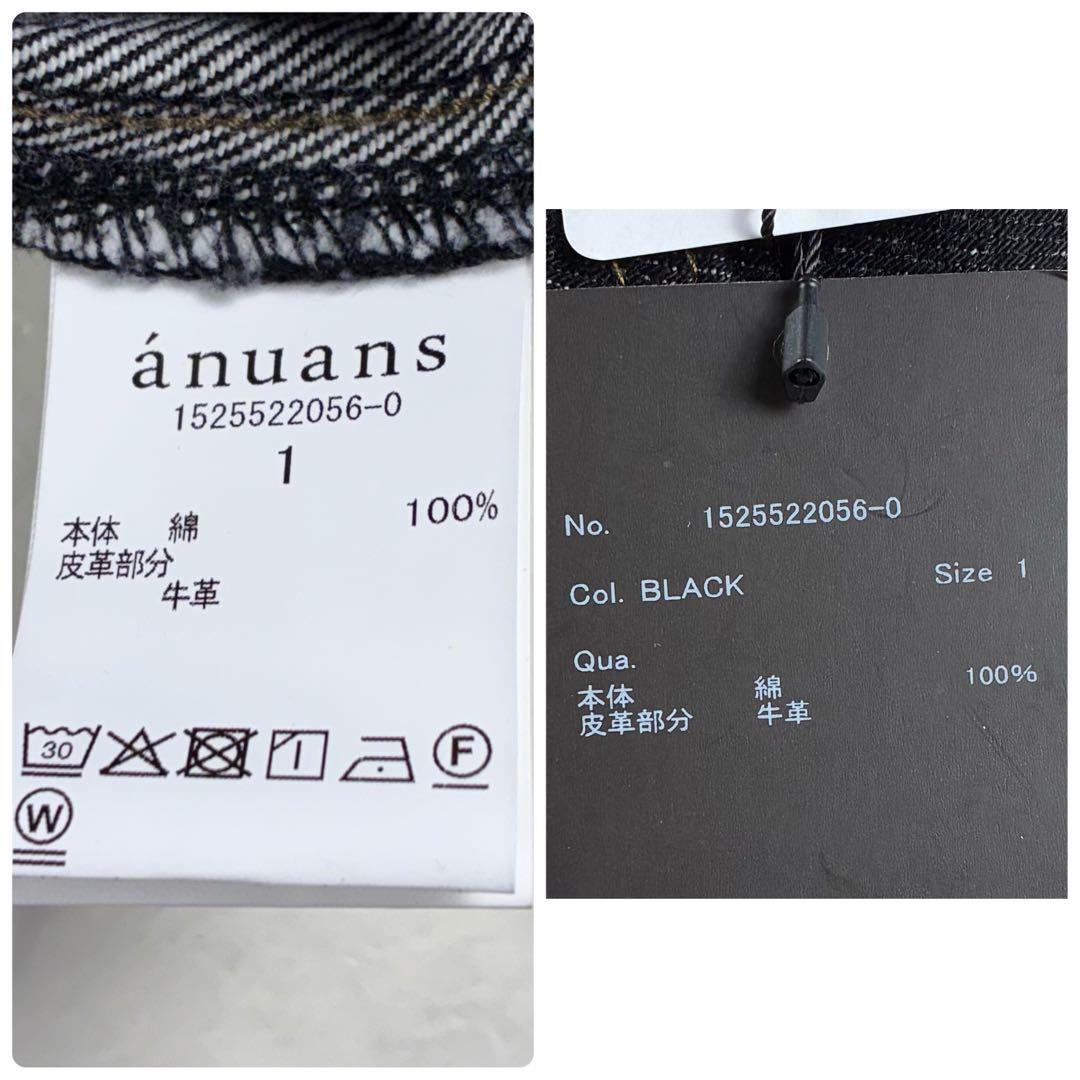 ánuans
1525522056-0
1
本体 綿 100%
皮革部分
牛革
30
F
W
No. 1525522056-0
Col. BLACK Size 1
Qua.
本体 綿 100%
皮革部分 牛革